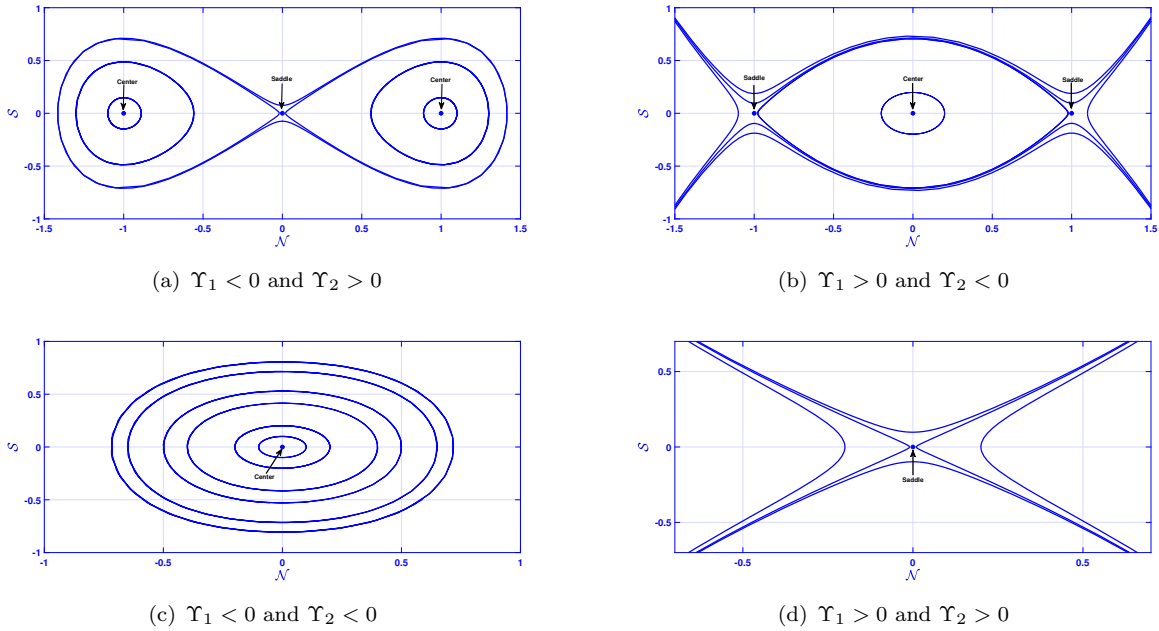 1
0.5
0
-0.5
-1
-1.5 -1 -0.5 0 0.5 1 1.5
𝒮
𝒩
Center
Saddle
Center
(a) ϒ₁ < 0 and ϒ₂ > 0
1
0.5
0
-0.5
-1
-1.5 -1 -0.5 0 0.5 1 1.5
𝒮
𝒩
Saddle
Center
Saddle
(b) ϒ₁ > 0 and ϒ₂ < 0
1
0.5
0
-0.5
-1
-1 -0.5 0 0.5 1
𝒮
𝒩
Center
(c) ϒ₁ < 0 and ϒ₂ < 0
0.5
0
-0.5
-0.5 0 0.5
𝒮
𝒩
Saddle
(d) ϒ₁ > 0 and ϒ₂ > 0